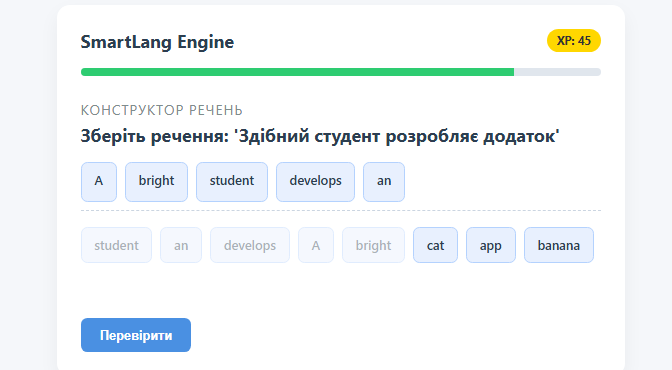 SmartLang Engine XP: 45
КОНСТРУКТОР РЕЧЕНЬ
Зберіть речення: 'Здібний студент розробляє додаток'
A bright student develops an
student an develops A bright cat app banana
Перевірити